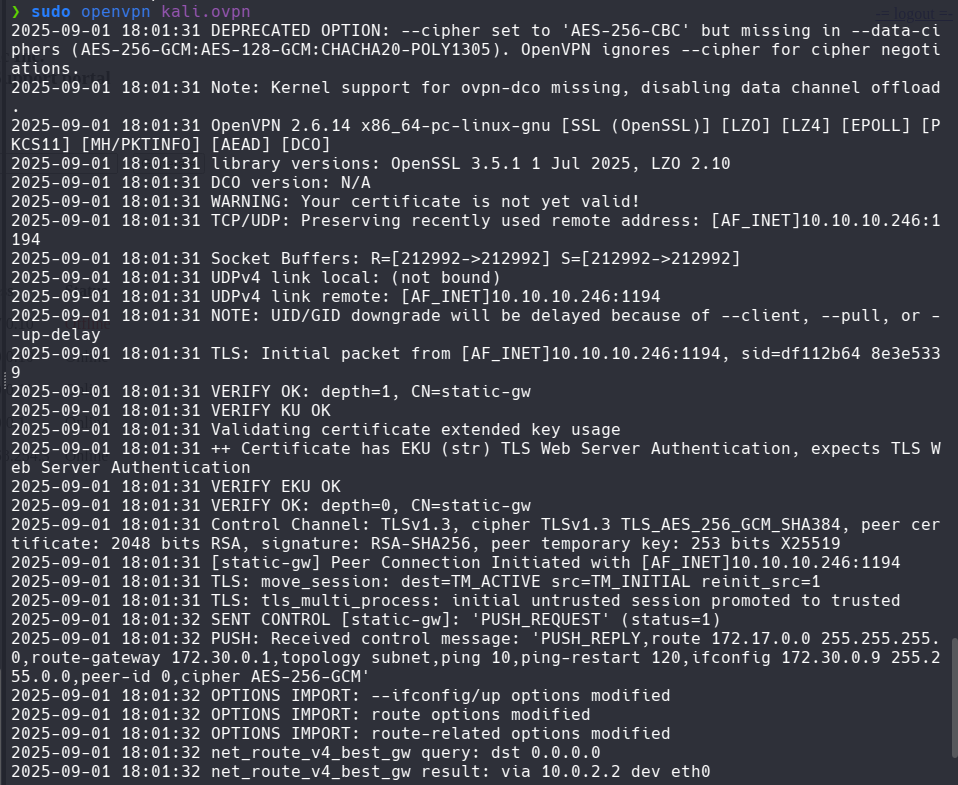 ❯ sudo openvpn kali.ovpn
2025-09-01 18:01:31 DEPRECATED OPTION: --cipher set to 'AES-256-CBC' but missing in --data-ci
phers (AES-256-GCM:AES-128-GCM:CHACHA20-POLY1305). OpenVPN ignores --cipher for cipher negoti
ations.
2025-09-01 18:01:31 Note: Kernel support for ovpn-dco missing, disabling data channel offload
.
2025-09-01 18:01:31 OpenVPN 2.6.14 x86_64-pc-linux-gnu [SSL (OpenSSL)] [LZO] [LZ4] [EPOLL] [P
KCS11] [MH/PKTINFO] [AEAD] [DCO]
2025-09-01 18:01:31 library versions: OpenSSL 3.5.1 1 Jul 2025, LZO 2.10
2025-09-01 18:01:31 DCO version: N/A
2025-09-01 18:01:31 WARNING: Your certificate is not yet valid!
2025-09-01 18:01:31 TCP/UDP: Preserving recently used remote address: [AF_INET]10.10.10.246:1
194
2025-09-01 18:01:31 Socket Buffers: R=[212992->212992] S=[212992->212992]
2025-09-01 18:01:31 UDPv4 link local: (not bound)
2025-09-01 18:01:31 UDPv4 link remote: [AF_INET]10.10.10.246:1194
2025-09-01 18:01:31 NOTE: UID/GID downgrade will be delayed because of --client, --pull, or -
-up-delay
2025-09-01 18:01:31 TLS: Initial packet from [AF_INET]10.10.10.246:1194, sid=df112b64 8e3e533
9
2025-09-01 18:01:31 VERIFY OK: depth=1, CN=static-gw
2025-09-01 18:01:31 VERIFY KU OK
2025-09-01 18:01:31 Validating certificate extended key usage
2025-09-01 18:01:31 ++ Certificate has EKU (str) TLS Web Server Authentication, expects TLS W
eb Server Authentication
2025-09-01 18:01:31 VERIFY EKU OK
2025-09-01 18:01:31 VERIFY OK: depth=0, CN=static-gw
2025-09-01 18:01:31 Control Channel: TLSv1.3, cipher TLSv1.3 TLS_AES_256_GCM_SHA384, peer cer
tificate: 2048 bits RSA, signature: RSA-SHA256, peer temporary key: 253 bits X25519
2025-09-01 18:01:31 [static-gw] Peer Connection Initiated with [AF_INET]10.10.10.246:1194
2025-09-01 18:01:31 TLS: move_session: dest=TM_ACTIVE src=TM_INITIAL reinit_src=1
2025-09-01 18:01:31 TLS: tls_multi_process: initial untrusted session promoted to trusted
2025-09-01 18:01:32 SENT CONTROL [static-gw]: 'PUSH_REQUEST' (status=1)
2025-09-01 18:01:32 PUSH: Received control message: 'PUSH_REPLY,route 172.17.0.0 255.255.255.
0,route-gateway 172.30.0.1,topology subnet,ping 10,ping-restart 120,ifconfig 172.30.0.9 255.2
55.0.0,peer-id 0,cipher AES-256-GCM'
2025-09-01 18:01:32 OPTIONS IMPORT: --ifconfig/up options modified
2025-09-01 18:01:32 OPTIONS IMPORT: route options modified
2025-09-01 18:01:32 OPTIONS IMPORT: route-related options modified
2025-09-01 18:01:32 net_route_v4_best_gw query: dst 0.0.0.0
2025-09-01 18:01:32 net_route_v4_best_gw result: via 10.0.2.2 dev eth0